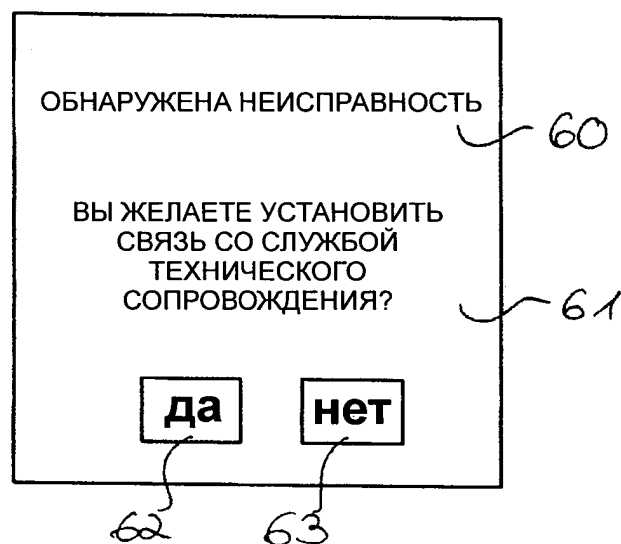 ОБНАРУЖЕНА НЕИСПРАВНОСТЬ
60
ВЫ ЖЕЛАЕТЕ УСТАНОВИТЬ
СВЯЗЬ СО СЛУЖБОЙ
ТЕХНИЧЕСКОГО
СОПРОВОЖДЕНИЯ?
61
да нет
62 63